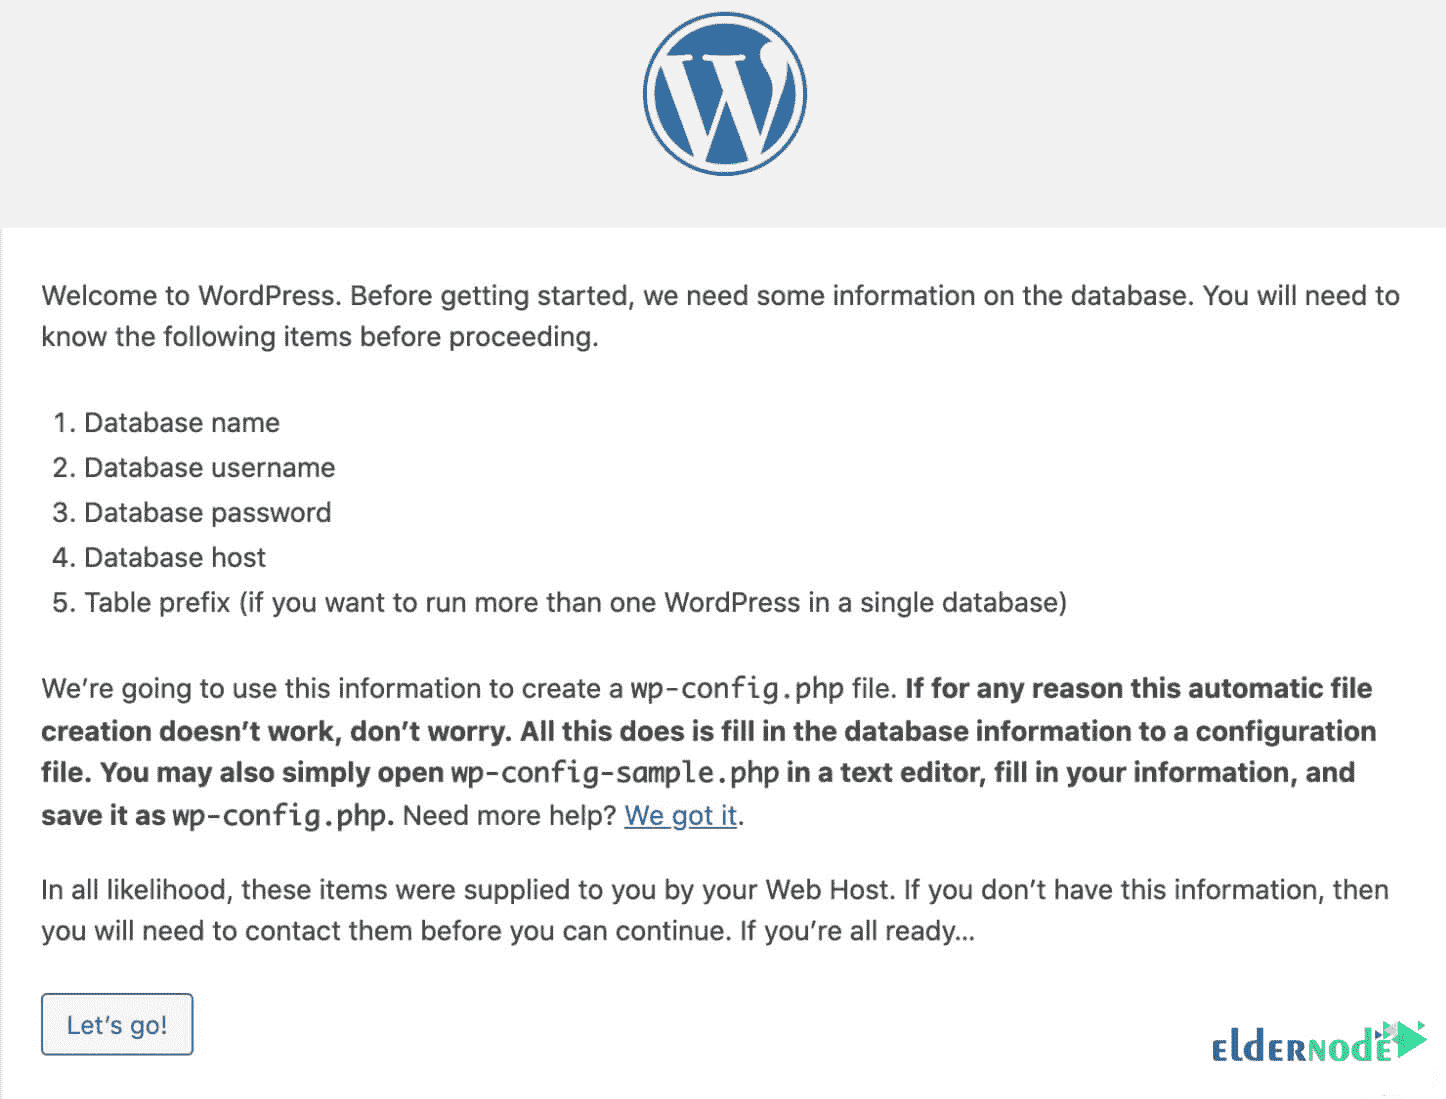 Welcome to WordPress. Before getting started, we need some information on the database. You will need to
know the following items before proceeding.
1. Database name
2. Database username
3. Database password
4. Database host
5. Table prefix (if you want to run more than one WordPress in a single database)
We’re going to use this information to create a wp-config.php file. If for any reason this automatic file
creation doesn’t work, don’t worry. All this does is fill in the database information to a configuration
file. You may also simply open wp-config-sample.php in a text editor, fill in your information, and
save it as wp-config.php. Need more help? We got it.
In all likelihood, these items were supplied to you by your Web Host. If you don’t have this information, then
you will need to contact them before you can continue. If you’re all ready…
Let’s go!
elderNode